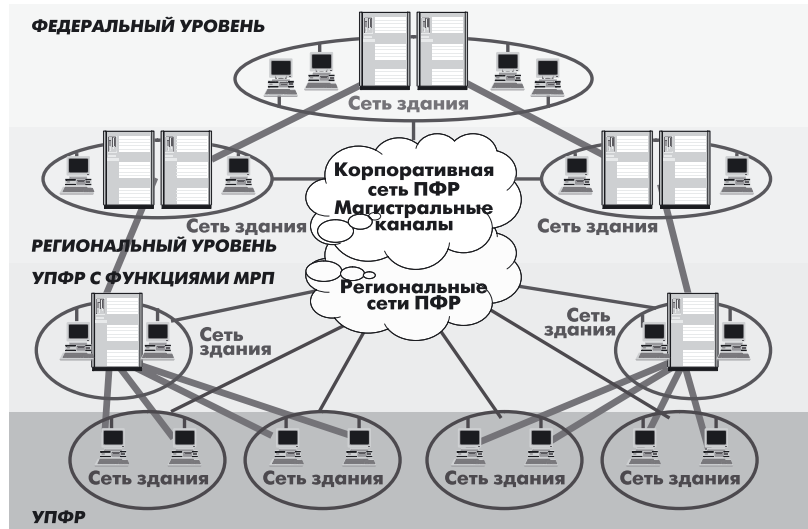 ФЕДЕРАЛЬНЫЙ УРОВЕНЬ
Сеть здания
Корпоративная
сеть ПФР
Магистральные
каналы
Сеть здания
Сеть здания
РЕГИОНАЛЬНЫЙ УРОВЕНЬ
УПФР С ФУНКЦИЯМИ МРП
Региональные
сети ПФР
Сеть
здания
Сеть
здания
Сеть здания
Сеть здания
Сеть здания
Сеть здания
УПФР